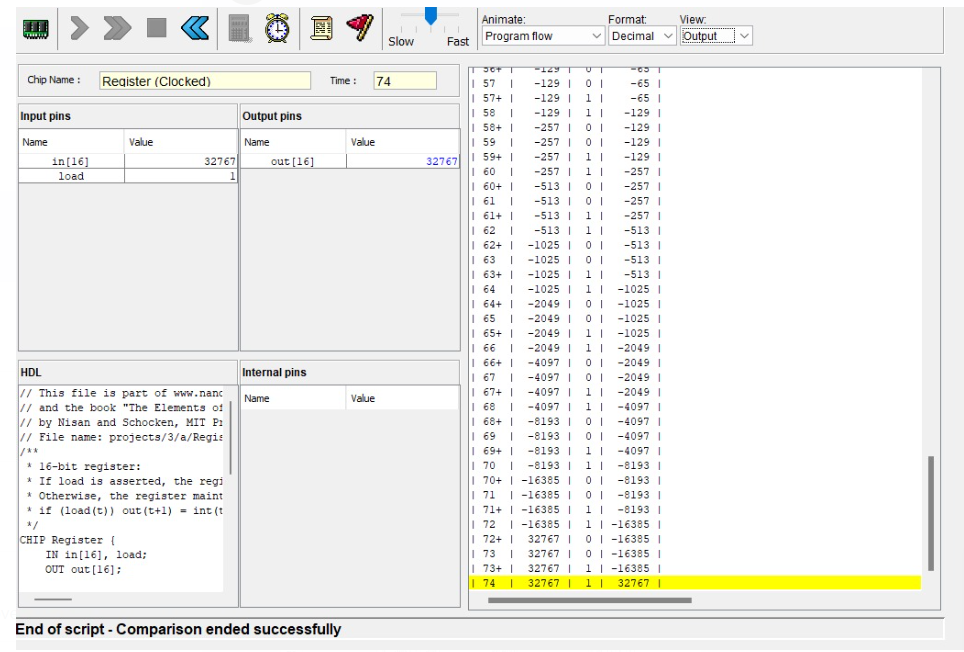 Slow Fast
Animate: Format: View:
Program flow Decimal Output
Chip Name : Register (Clocked) Time : 74
Input pins
Name Value
in[16] 32767
load 1
Output pins
Name Value
out[16] 32767
HDL
// This file is part of www.nand
// and the book "The Elements of
// by Nisan and Schocken, MIT Pr
// File name: projects/3/a/Regis
/**
* 16-bit register:
* If load is asserted, the regi
* Otherwise, the register maint
* if (load(t)) out(t+1) = int(t
*/
CHIP Register {
IN in[16], load;
OUT out[16];
Internal pins
Name Value
| 56+ | -129 | 0 | -65 |
| 57 | -129 | 0 | -65 |
| 57+ | -129 | 1 | -65 |
| 58 | -129 | 1 | -129 |
| 58+ | -257 | 0 | -129 |
| 59 | -257 | 0 | -129 |
| 59+ | -257 | 1 | -129 |
| 60 | -257 | 1 | -257 |
| 60+ | -513 | 0 | -257 |
| 61 | -513 | 0 | -257 |
| 61+ | -513 | 1 | -257 |
| 62 | -513 | 1 | -513 |
| 62+ | -1025 | 0 | -513 |
| 63 | -1025 | 0 | -513 |
| 63+ | -1025 | 1 | -513 |
| 64 | -1025 | 1 | -1025 |
| 64+ | -2049 | 0 | -1025 |
| 65 | -2049 | 0 | -1025 |
| 65+ | -2049 | 1 | -1025 |
| 66 | -2049 | 1 | -2049 |
| 66+ | -4097 | 0 | -2049 |
| 67 | -4097 | 0 | -2049 |
| 67+ | -4097 | 1 | -2049 |
| 68 | -4097 | 1 | -4097 |
| 68+ | -8193 | 0 | -4097 |
| 69 | -8193 | 0 | -4097 |
| 69+ | -8193 | 1 | -4097 |
| 70 | -8193 | 1 | -8193 |
| 70+ | -16385 | 0 | -8193 |
| 71 | -16385 | 0 | -8193 |
| 71+ | -16385 | 1 | -8193 |
| 72 | -16385 | 1 | -16385 |
| 72+ | 32767 | 0 | -16385 |
| 73 | 32767 | 0 | -16385 |
| 73+ | 32767 | 1 | -16385 |
| 74 | 32767 | 1 | 32767 |
End of script - Comparison ended successfully